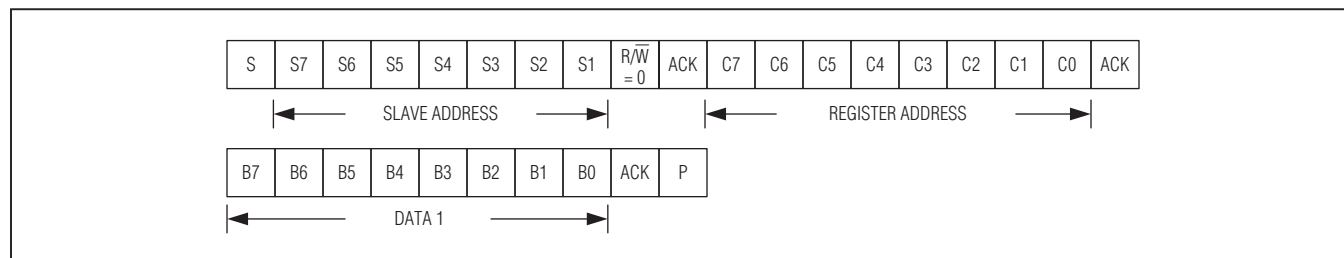 S S7 S6 S5 S4 S3 S2 S1 R/W̅ = 0 ACK C7 C6 C5 C4 C3 C2 C1 C0 ACK
SLAVE ADDRESS REGISTER ADDRESS
B7 B6 B5 B4 B3 B2 B1 B0 ACK P
DATA 1